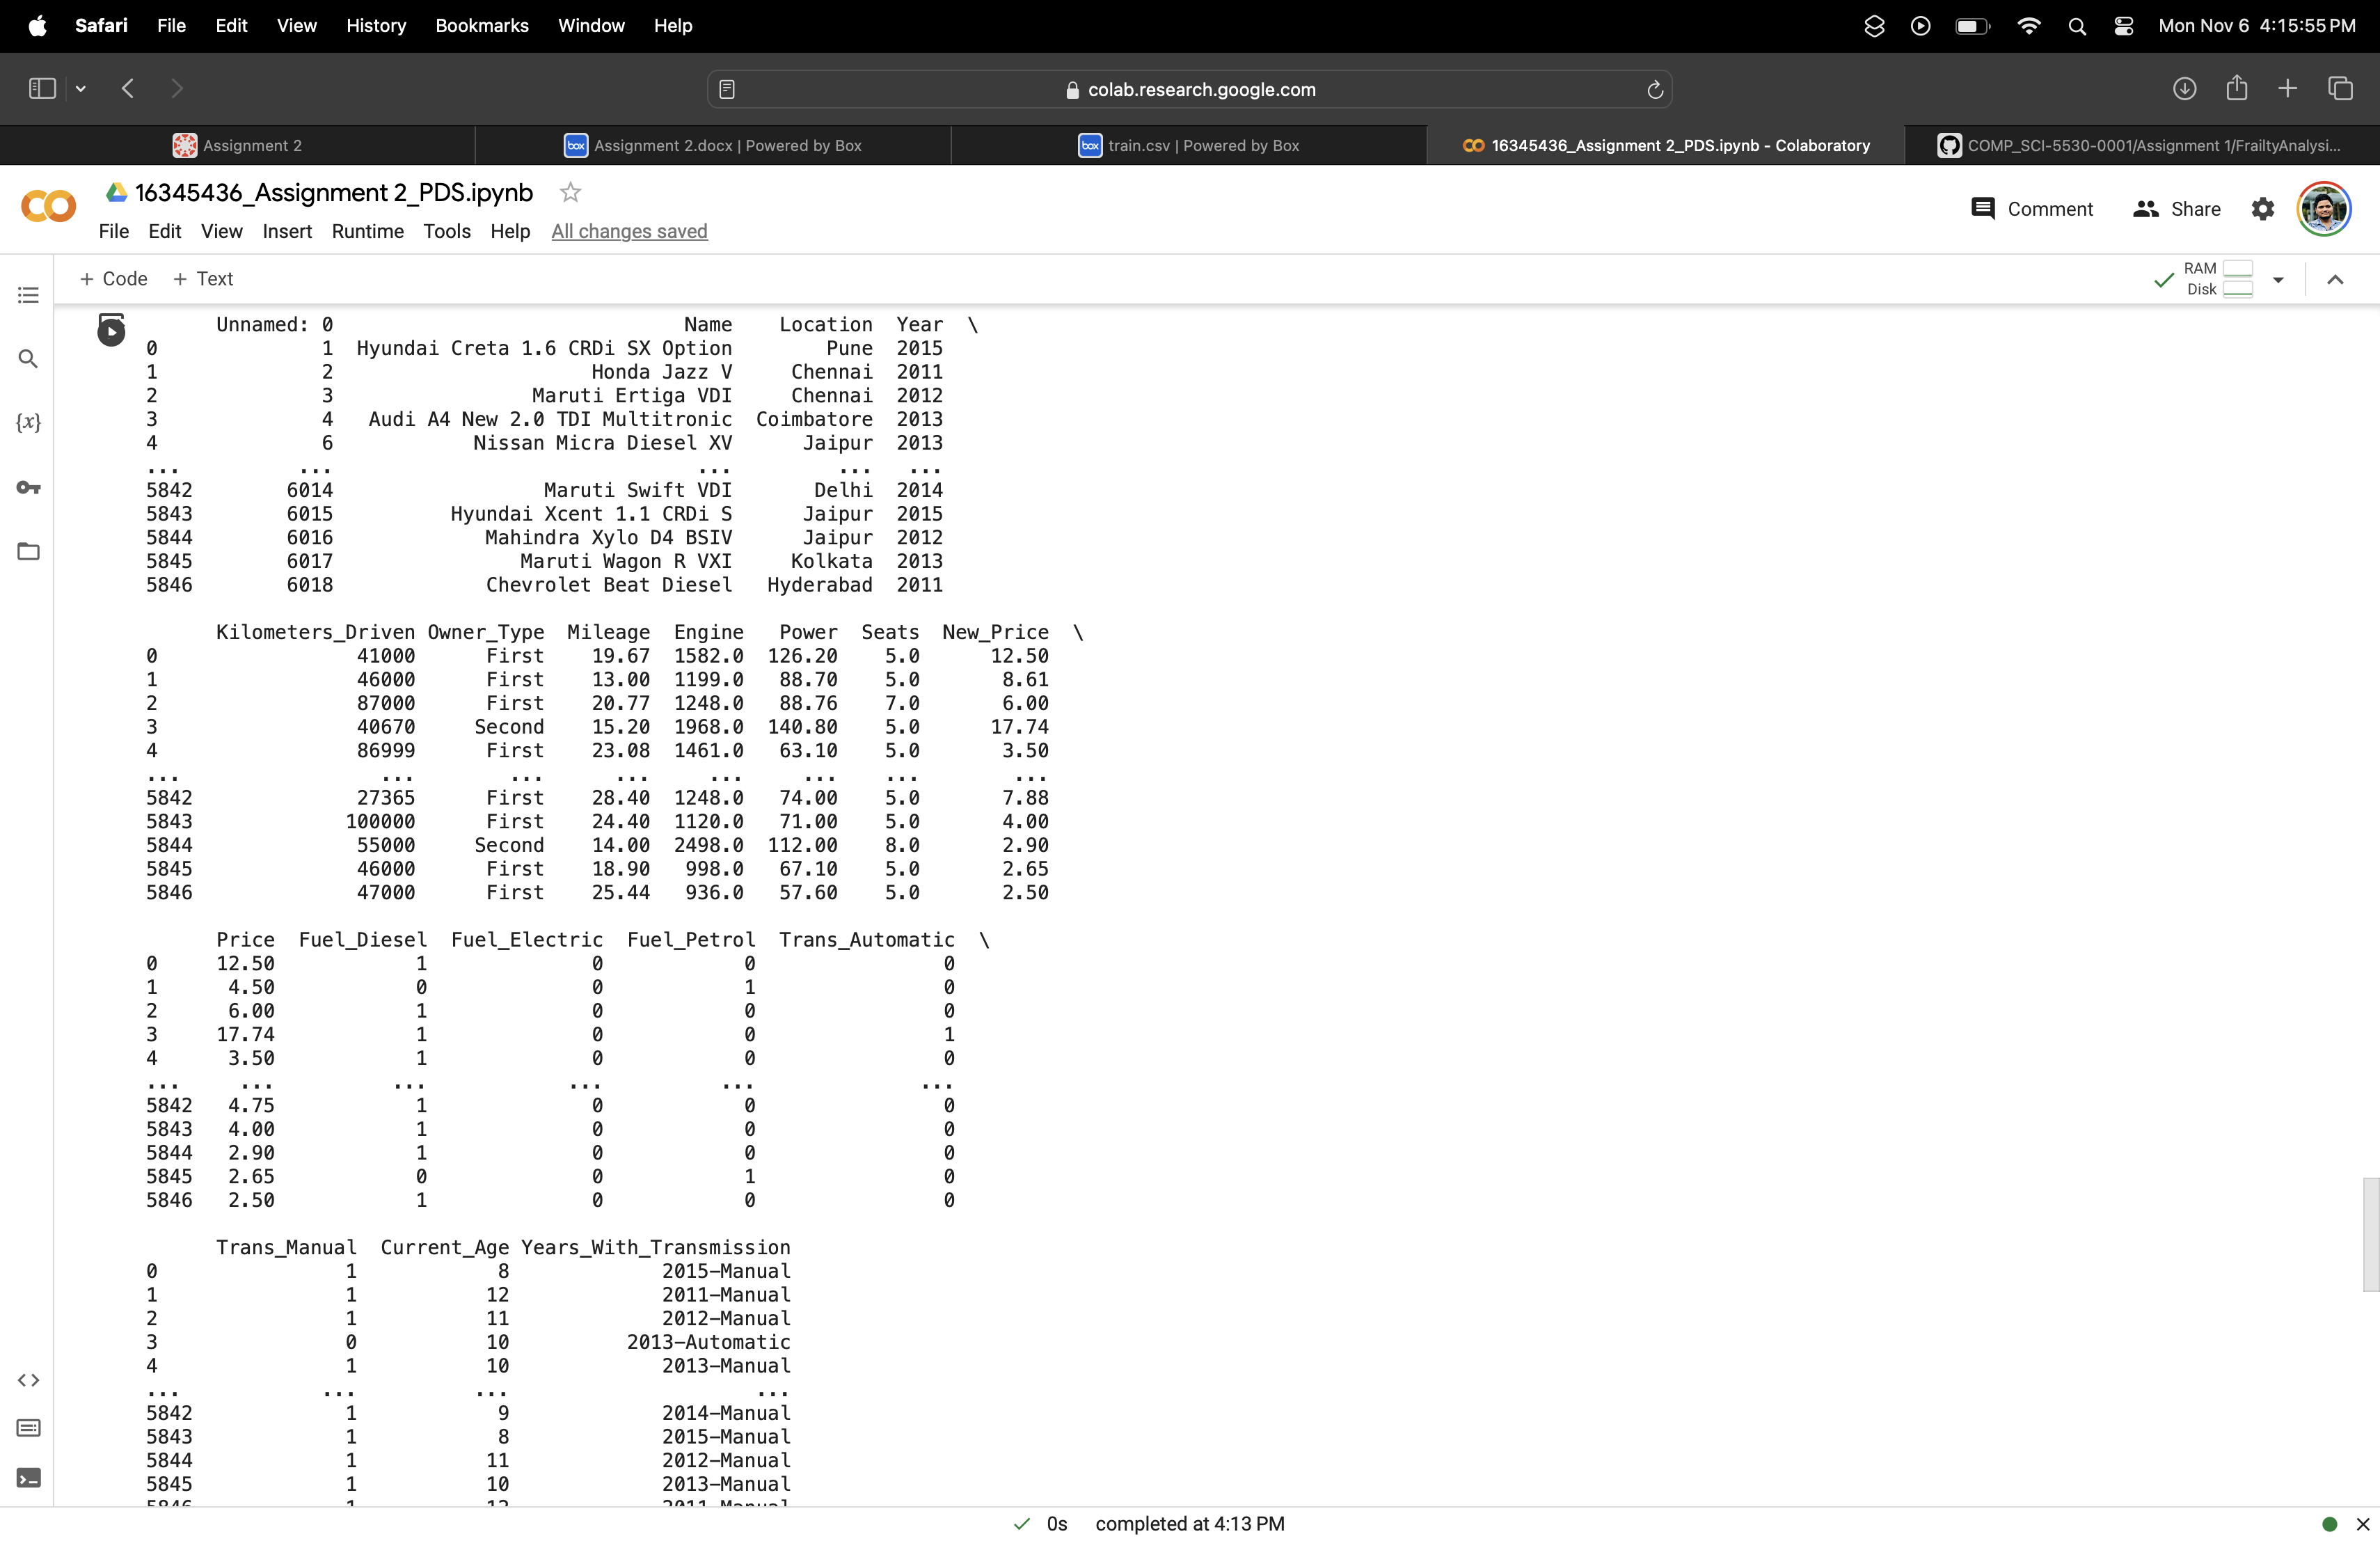 Safari File Edit View History Bookmarks Window Help Mon Nov 6 4:15:55 PM
colab.research.google.com
Assignment 2 box Assignment 2.docx | Powered by Box box train.csv | Powered by Box 16345436_Assignment 2_PDS.ipynb - Colaboratory COMP_SCI-5530-0001/Assignment 1/FrailtyAnalysi...
16345436_Assignment 2_PDS.ipynb
Comment Share
File Edit View Insert Runtime Tools Help All changes saved
+ Code + Text RAM
Disk
{x}
Unnamed: 0 Name Location Year \
0 1 Hyundai Creta 1.6 CRDi SX Option Pune 2015
1 2 Honda Jazz V Chennai 2011
2 3 Maruti Ertiga VDI Chennai 2012
3 4 Audi A4 New 2.0 TDI Multitronic Coimbatore 2013
4 6 Nissan Micra Diesel XV Jaipur 2013
... ... ... ... ...
5842 6014 Maruti Swift VDI Delhi 2014
5843 6015 Hyundai Xcent 1.1 CRDi S Jaipur 2015
5844 6016 Mahindra Xylo D4 BSIV Jaipur 2012
5845 6017 Maruti Wagon R VXI Kolkata 2013
5846 6018 Chevrolet Beat Diesel Hyderabad 2011
Kilometers_Driven Owner_Type Mileage Engine Power Seats New_Price \
0 41000 First 19.67 1582.0 126.20 5.0 12.50
1 46000 First 13.00 1199.0 88.70 5.0 8.61
2 87000 First 20.77 1248.0 88.76 7.0 6.00
3 40670 Second 15.20 1968.0 140.80 5.0 17.74
4 86999 First 23.08 1461.0 63.10 5.0 3.50
... ... ... ... ... ... ... ...
5842 27365 First 28.40 1248.0 74.00 5.0 7.88
5843 100000 First 24.40 1120.0 71.00 5.0 4.00
5844 55000 Second 14.00 2498.0 112.00 8.0 2.90
5845 46000 First 18.90 998.0 67.10 5.0 2.65
5846 47000 First 25.44 936.0 57.60 5.0 2.50
Price Fuel_Diesel Fuel_Electric Fuel_Petrol Trans_Automatic \
0 12.50 1 0 0 0
1 4.50 0 0 1 0
2 6.00 1 0 0 0
3 17.74 1 0 0 1
4 3.50 1 0 0 0
... ... ... ... ... ...
5842 4.75 1 0 0 0
5843 4.00 1 0 0 0
5844 2.90 1 0 0 0
5845 2.65 0 0 1 0
5846 2.50 1 0 0 0
Trans_Manual Current_Age Years_With_Transmission
0 1 8 2015-Manual
1 1 12 2011-Manual
2 1 11 2012-Manual
3 0 10 2013-Automatic
4 1 10 2013-Manual
... ... ... ...
5842 1 9 2014-Manual
5843 1 8 2015-Manual
5844 1 11 2012-Manual
5845 1 10 2013-Manual
5846 1 12 2011-Manual
0s completed at 4:13 PM